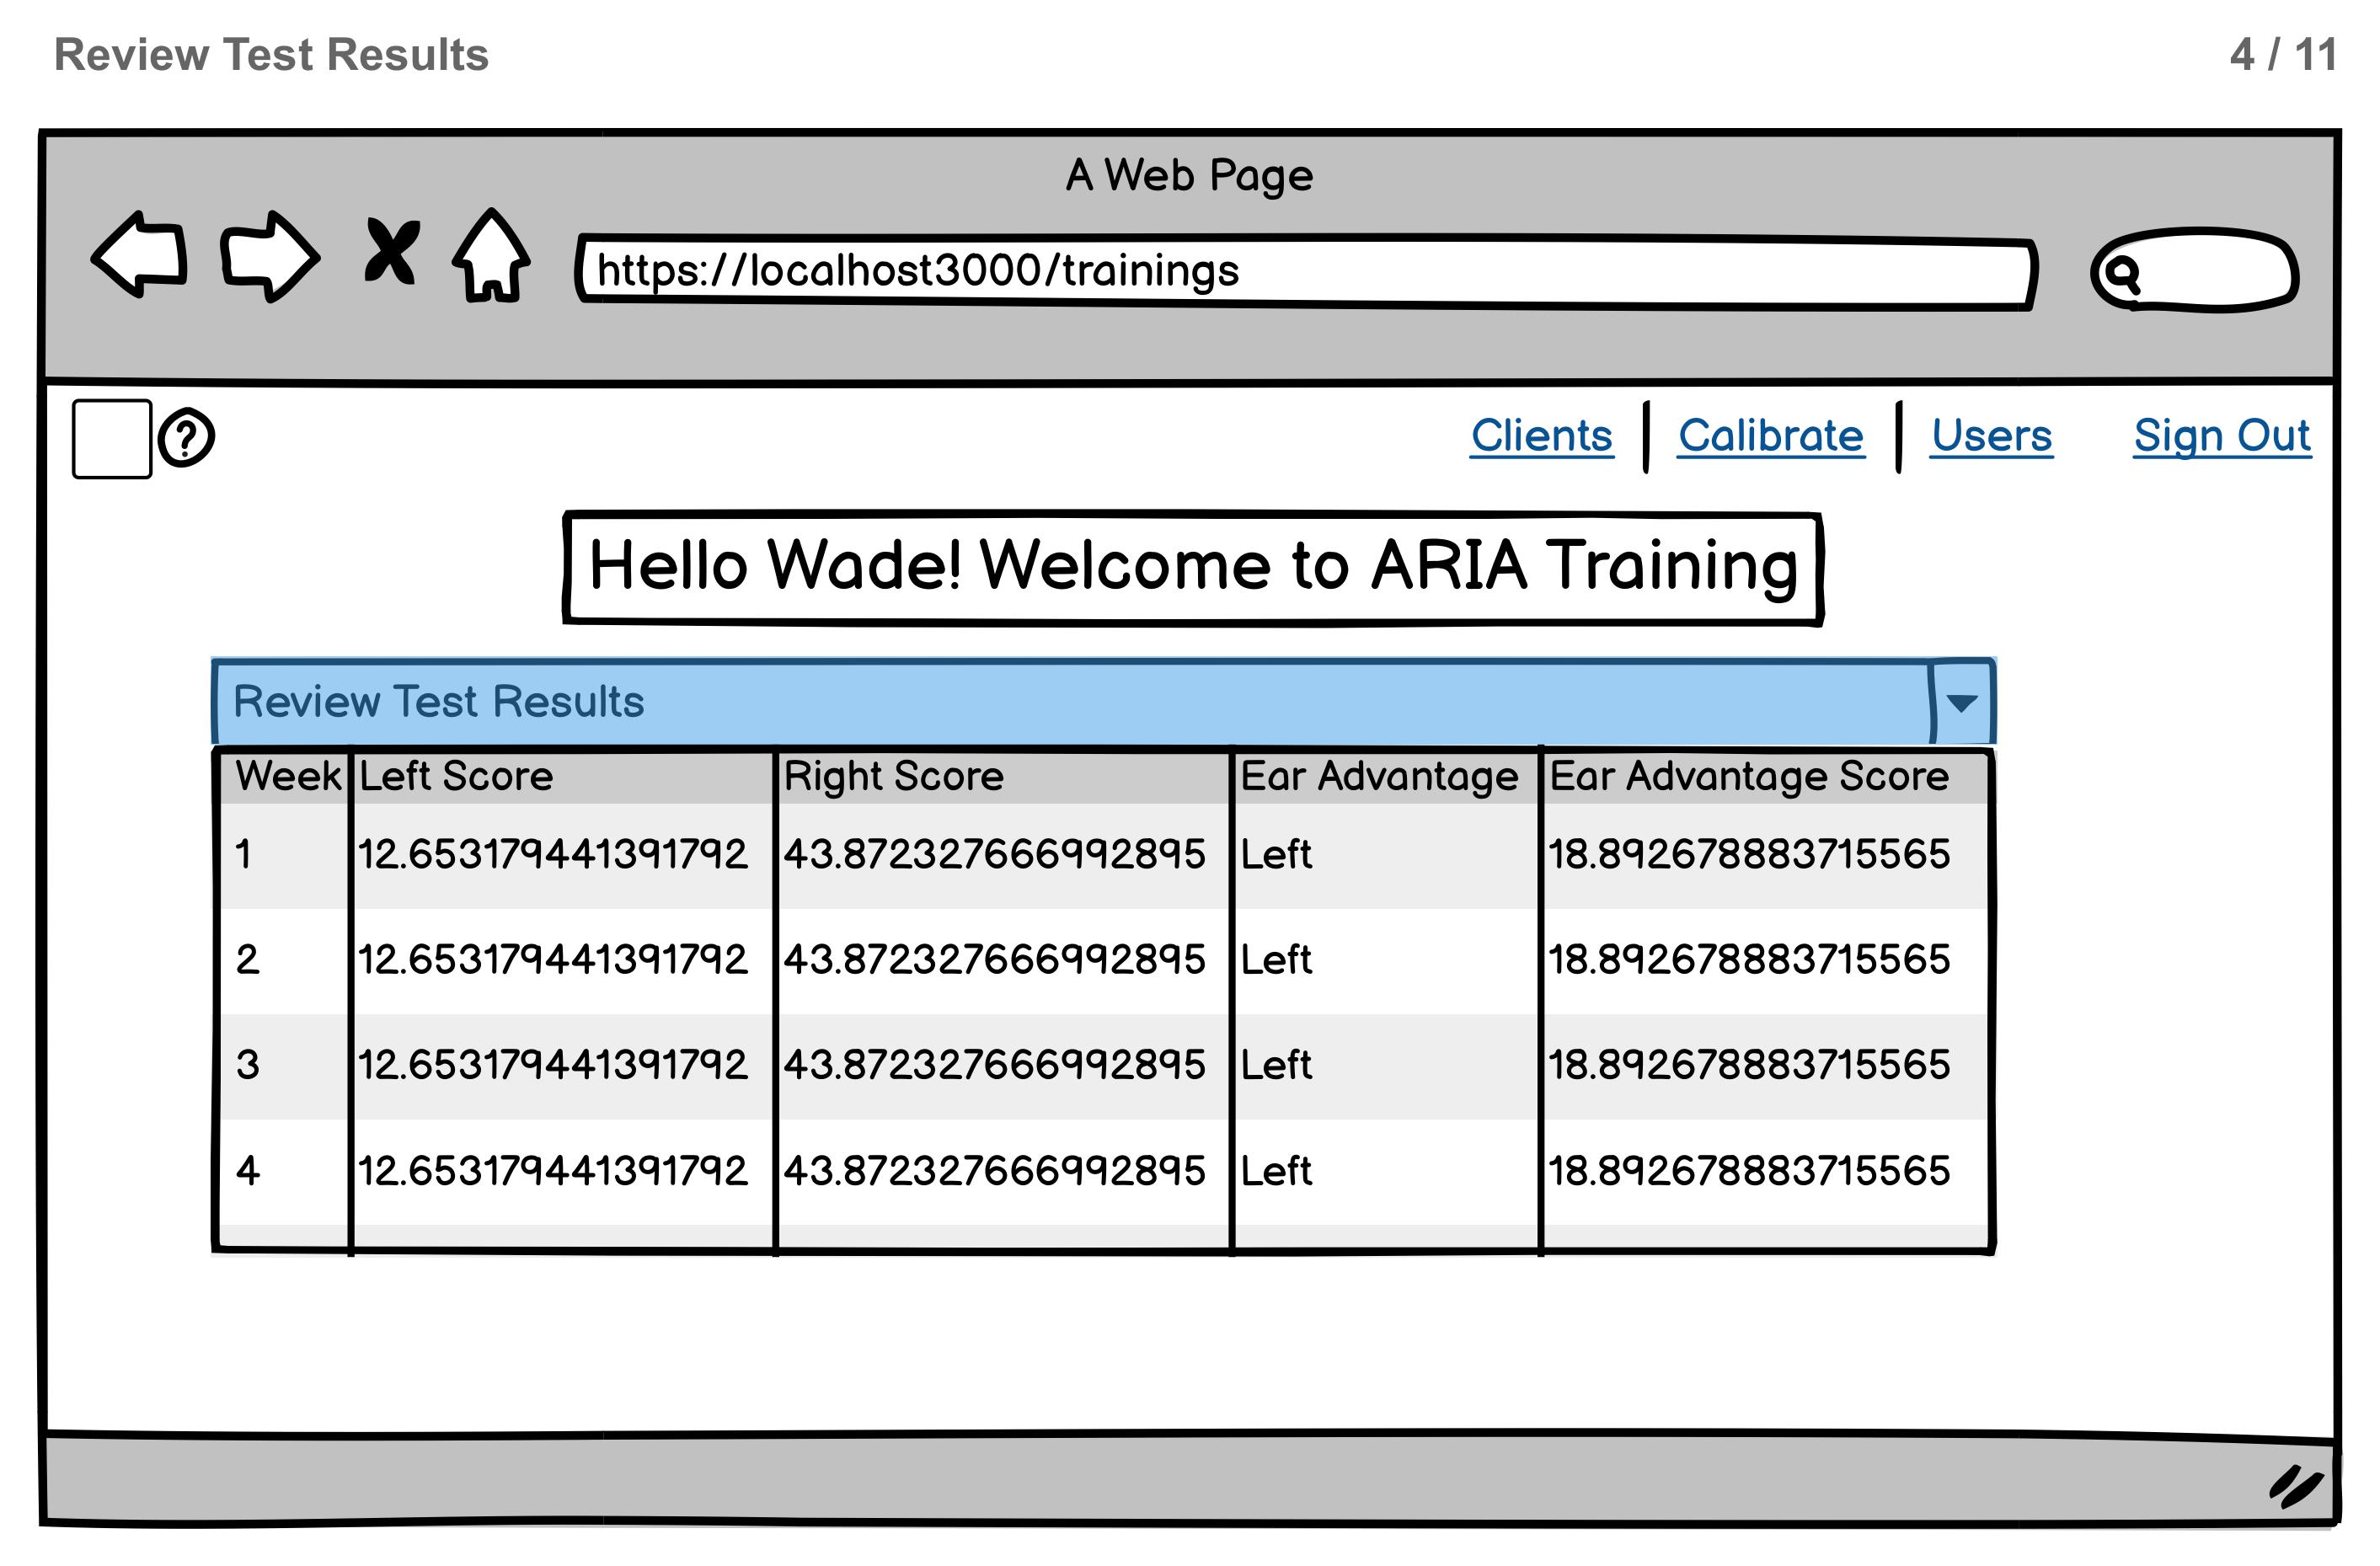 Review Test Results 4 / 11
A Web Page
https://localhost:3000/trainings
Clients Calibrate Users Sign Out
Hello Wade! Welcome to ARIA Training
Review Test Results
Week Left Score Right Score Ear Advantage Ear Advantage Score
1 12.653179441391792 43.872327666992895 Left 18.892678883715565
2 12.653179441391792 43.872327666992895 Left 18.892678883715565
3 12.653179441391792 43.872327666992895 Left 18.892678883715565
4 12.653179441391792 43.872327666992895 Left 18.892678883715565